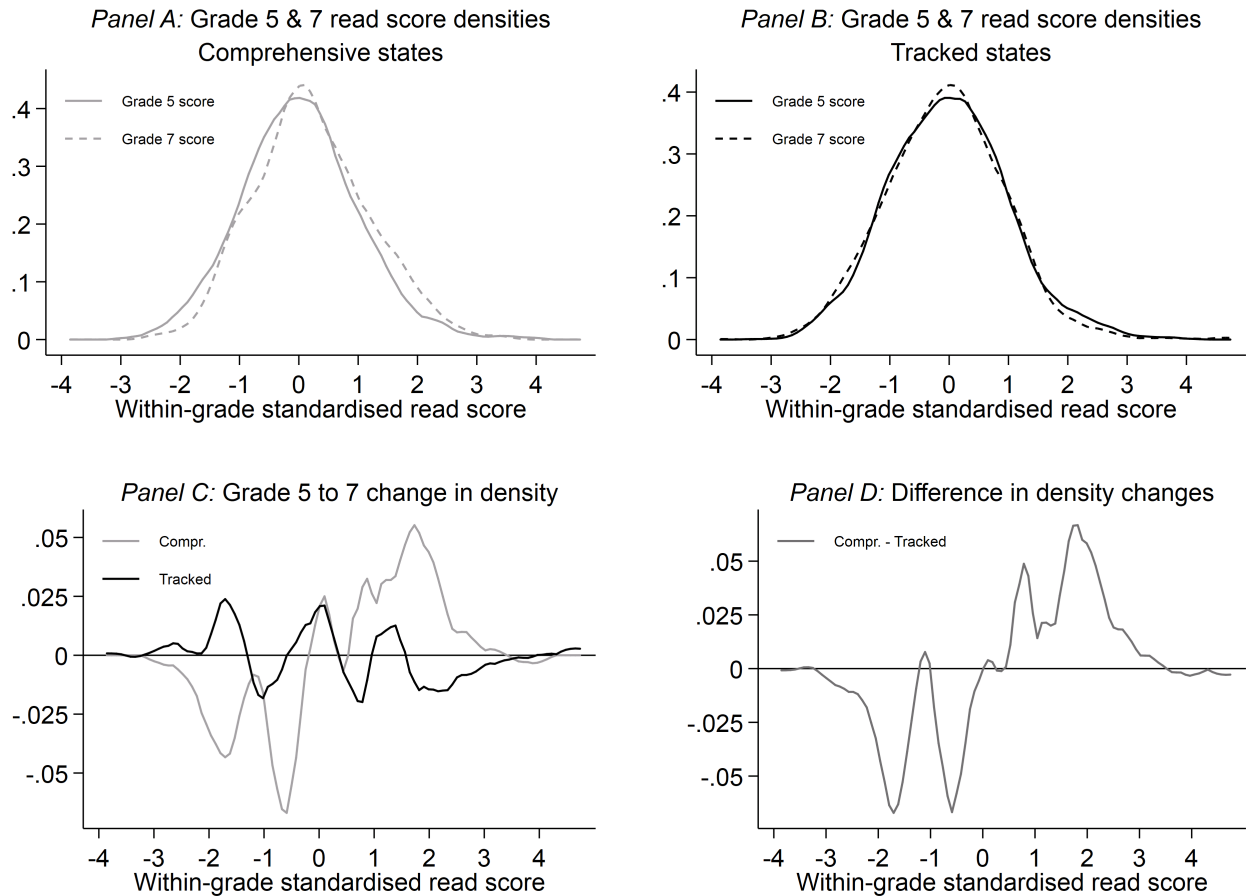 Panel A: Grade 5 & 7 read score densities
Comprehensive states
.4
.3
.2
.1
0
Grade 5 score
Grade 7 score
-4 -3 -2 -1 0 1 2 3 4
Within-grade standardised read score
Panel B: Grade 5 & 7 read score densities
Tracked states
.4
.3
.2
.1
0
Grade 5 score
Grade 7 score
-4 -3 -2 -1 0 1 2 3 4
Within-grade standardised read score
Panel C: Grade 5 to 7 change in density
.05
.025
0
-.025
-.05
Compr.
Tracked
-4 -3 -2 -1 0 1 2 3 4
Within-grade standardised read score
Panel D: Difference in density changes
.05
.025
0
-.025
-.05
Compr. - Tracked
-4 -3 -2 -1 0 1 2 3 4
Within-grade standardised read score